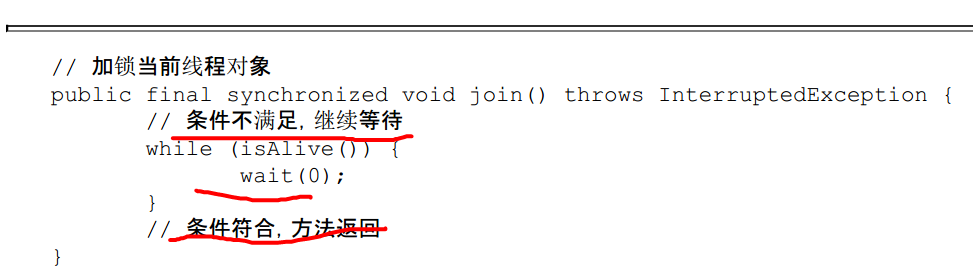 // 加锁当前线程对象
public final synchronized void join() throws InterruptedException {
// 条件不满足，继续等待
while (isAlive()) {
wait(0);
}
// 条件符合，方法返回
}